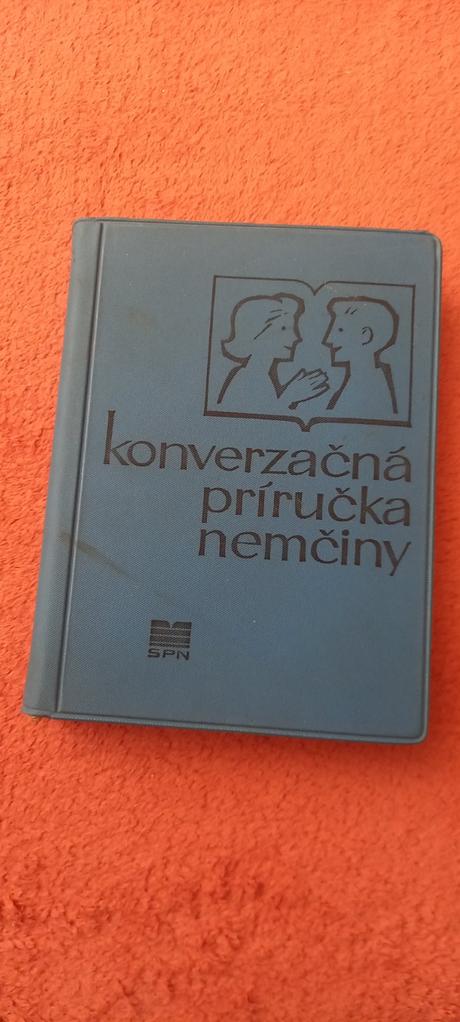 konverzačná
príručka
nemčiny
SPN